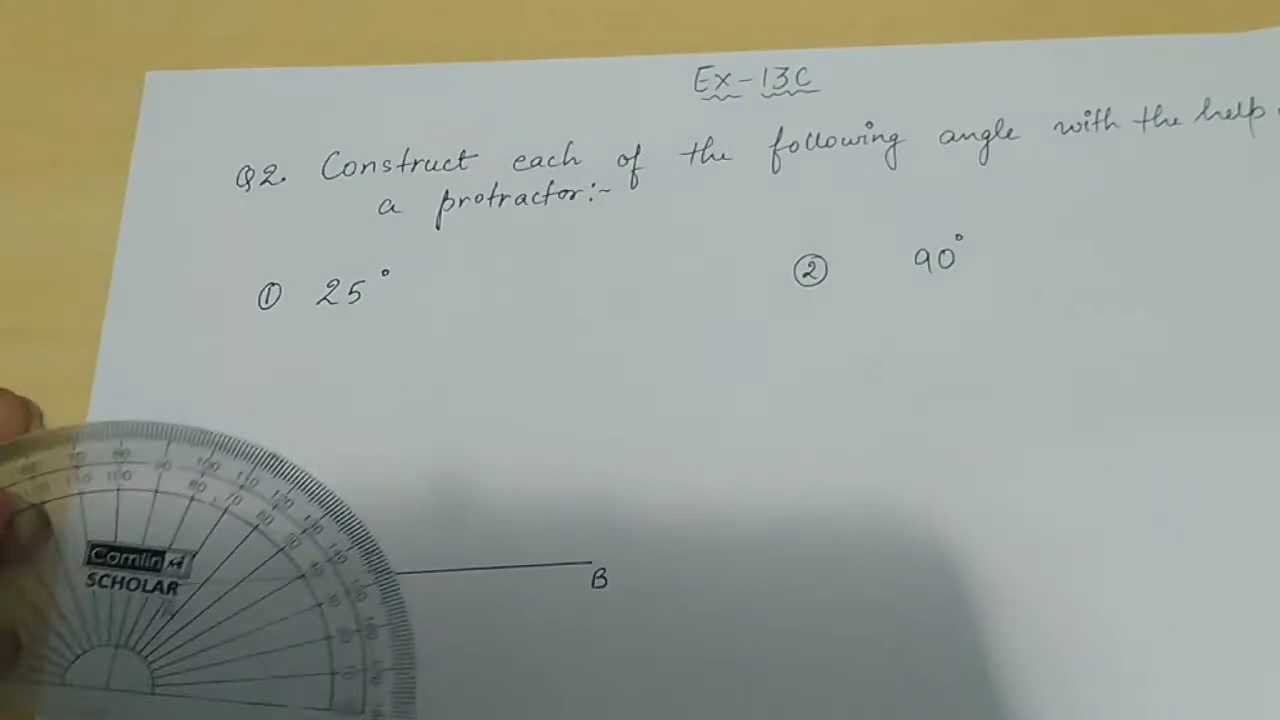 Ex-13C
Q2. Construct each of the following angle with the help
a protractor:-
① 25°
② 90°
Camlin
SCHOLAR
B